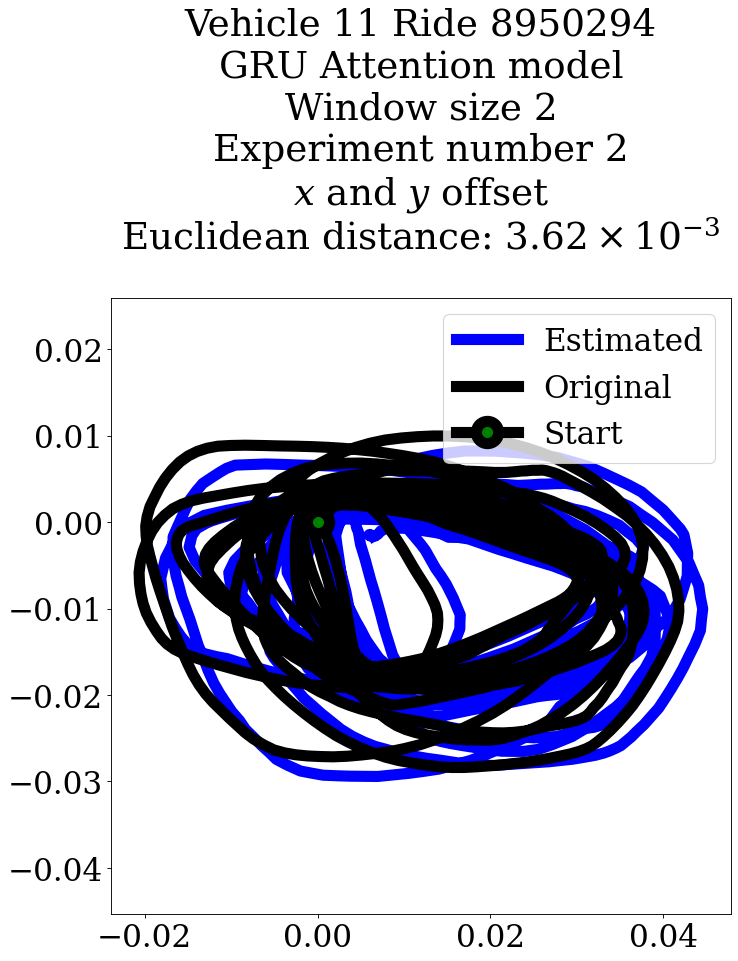 Vehicle 11 Ride 8950294
GRU Attention model
Window size 2
Experiment number 2
x and y offset
Euclidean distance: 3.62 × 10⁻³
Estimated
Original
Start
0.02
0.01
0.00
−0.01
−0.02
−0.03
−0.04
−0.02
0.00
0.02
0.04